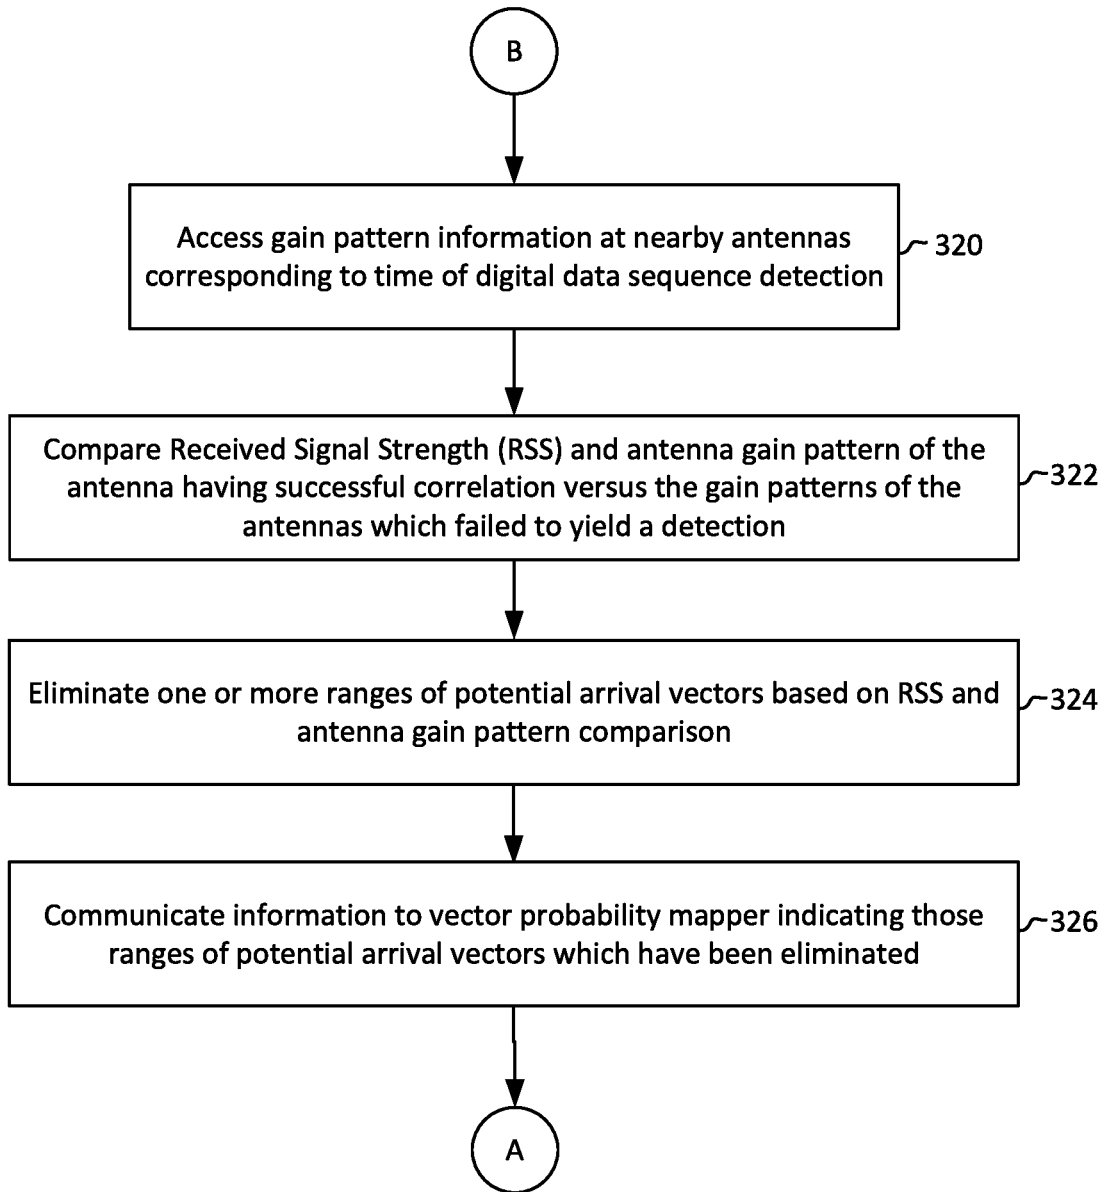 B
Access gain pattern information at nearby antennas
corresponding to time of digital data sequence detection
320
Compare Received Signal Strength (RSS) and antenna gain pattern of the
antenna having successful correlation versus the gain patterns of the
antennas which failed to yield a detection
322
Eliminate one or more ranges of potential arrival vectors based on RSS and
antenna gain pattern comparison
324
Communicate information to vector probability mapper indicating those
ranges of potential arrival vectors which have been eliminated
326
A